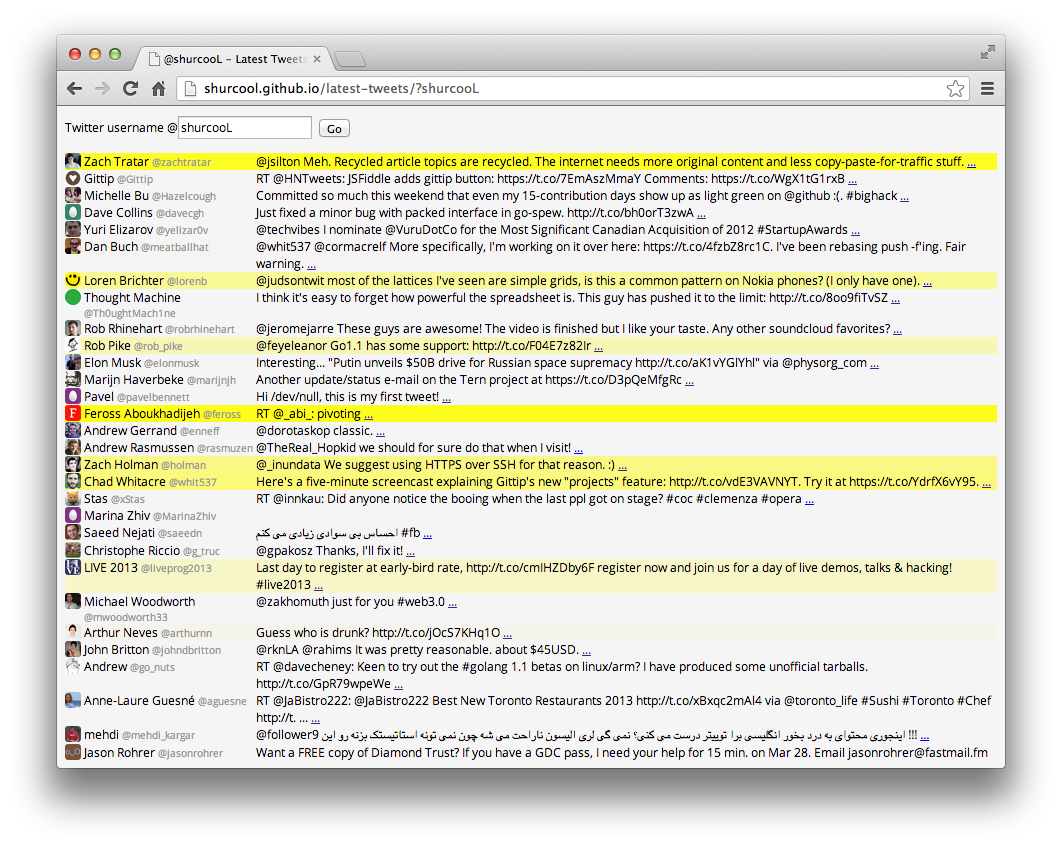 @shurcooL – Latest Tweets
shurcool.github.io/latest-tweets/?shurcooL
Twitter username @ shurcooL Go
Zach Tratar @zachtratar @jsilton Meh. Recycled article topics are recycled. The internet needs more original content and less copy-paste-for-traffic stuff. ...
Gittip @Gittip RT @HNTweets: JSFiddle adds gittip button: https://t.co/7EmAszMmaY Comments: https://t.co/WgX1tG1rxB ...
Michelle Bu @Hazelcough Committed so much this weekend that even my 15-contribution days show up as light green on @github :(. #bighack ...
Dave Collins @davecgh Just fixed a minor bug with packed interface in go-spew. http://t.co/bh0orT3zwA ...
Yuri Elizarov @yelizar0v @techvibes I nominate @VuruDotCo for the Most Significant Canadian Acquisition of 2012 #StartupAwards ...
Dan Buch @meatballhat @whit537 @cormacrelf More specifically, I'm working on it over here: https://t.co/4fzbZ8rc1C. I've been rebasing push -f'ing. Fair
warning. ...
Loren Brichter @lorenb @judsontwit most of the lattices I've seen are simple grids, is this a common pattern on Nokia phones? (I only have one). ...
Thought Machine I think it's easy to forget how powerful the spreadsheet is. This guy has pushed it to the limit: http://t.co/8oo9fiTvSZ ...
@Th0ughtMach1ne
Rob Rhinehart @robrhinehart @jeromejarre These guys are awesome! The video is finished but I like your taste. Any other soundcloud favorites? ...
Rob Pike @rob_pike @feyeleanor Go1.1 has some support: http://t.co/F04E7z82Ir ...
Elon Musk @elonmusk Interesting... "Putin unveils $50B drive for Russian space supremacy http://t.co/aK1vYGlYhl" via @physorg_com ...
Marijn Haverbeke @marijnjh Another update/status e-mail on the Tern project at https://t.co/D3pQeMfgRc ...
Pavel @pavelbennett Hi /dev/null, this is my first tweet! ...
Feross Aboukhadijeh @feross RT @_abi_: pivoting ...
Andrew Gerrand @enneff @dorotaskop classic. ...
Andrew Rasmussen @rasmuzen @TheReal_Hopkid we should for sure do that when I visit! ...
Zach Holman @holman @_inundata We suggest using HTTPS over SSH for that reason. :) ...
Chad Whitacre @whit537 Here's a five-minute screencast explaining Gittip's new "projects" feature: http://t.co/vdE3VAVNYT. Try it at https://t.co/YdrfX6vY95. ...
Stas @xStas RT @innkau: Did anyone notice the booing when the last ppl got on stage? #coc #clemenza #opera ...
Marina Zhiv @MarinaZhiv
Saeed Nejati @saeedn احساس بی سوادی زیادی می کنم #fb ...
Christophe Riccio @g_truc @gpakosz Thanks, I'll fix it! ...
LIVE 2013 @liveprog2013 Last day to register at early-bird rate, http://t.co/cmIHZDby6F register now and join us for a day of live demos, talks & hacking!
#live2013 ...
Michael Woodworth @zakhomuth just for you #web3.0 ...
@mwoodworth33
Arthur Neves @arthurnn Guess who is drunk? http://t.co/jOcS7KHq1O ...
John Britton @johndbritton @rknLA @rahims It was pretty reasonable. about $45USD. ...
Andrew @go_nuts RT @davecheney: Keen to try out the #golang 1.1 betas on linux/arm? I have produced some unofficial tarballs.
http://t.co/GpR79wpeWe ...
Anne-Laure Guesné @aguesne RT @JaBistro222: @JaBistro222 Best New Toronto Restaurants 2013 http://t.co/xBxqc2mAl4 via @toronto_life #Sushi #Toronto #Chef
http://t. ... ...
mehdi @mehdi_kargar @follower9 اینجوری محتوای به درد بخور انگلیسی برا توییتر درست می کنی؟ نمی گی لری الیسون ناراحت می شه چون نمی تونه استاتیستک بزنه رو این !!! ...
Jason Rohrer @jasonrohrer Want a FREE copy of Diamond Trust? If you have a GDC pass, I need your help for 15 min. on Mar 28. Email jasonrohrer@fastmail.fm